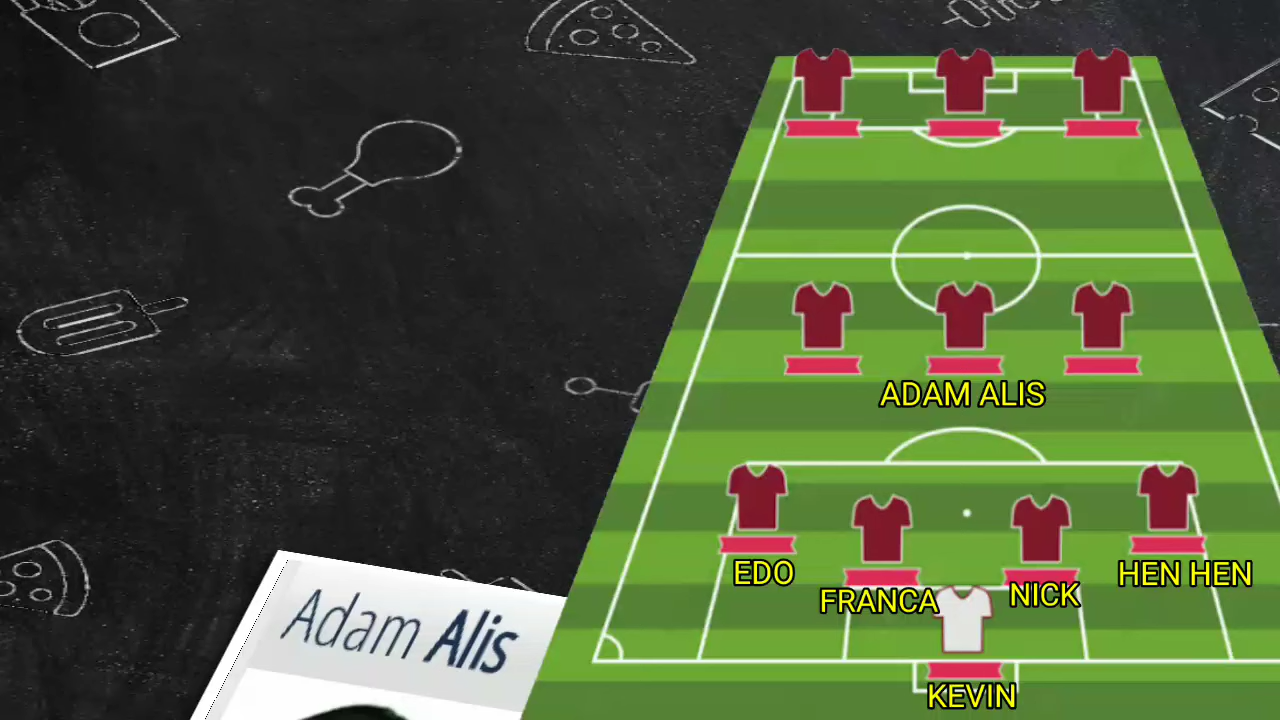 ADAM ALIS
EDO
FRANCA
NICK
HEN HEN
KEVIN
Adam Alis